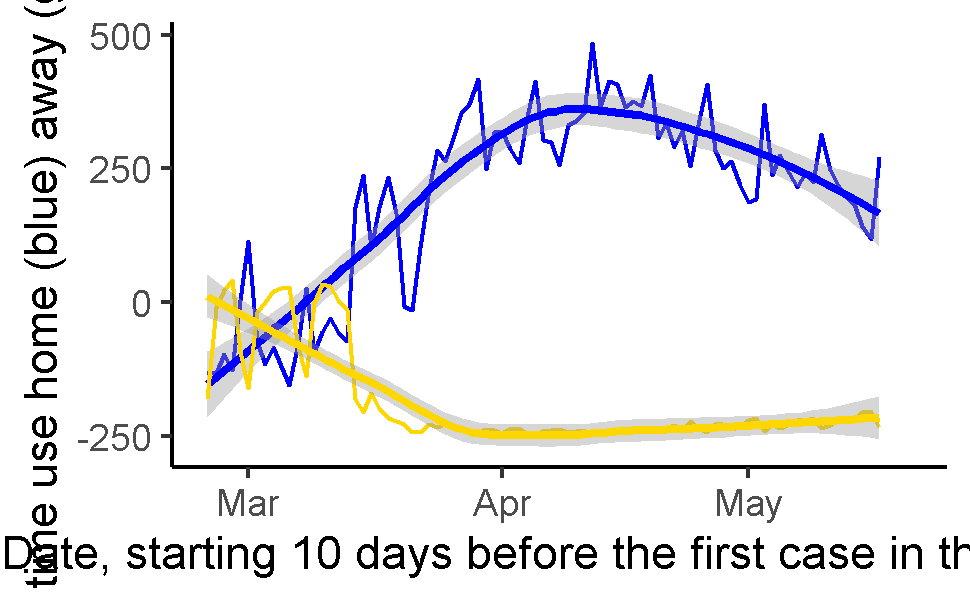 time use home (blue) away (
500
250
0
-250
Mar Apr May
Date, starting 10 days before the first case in th